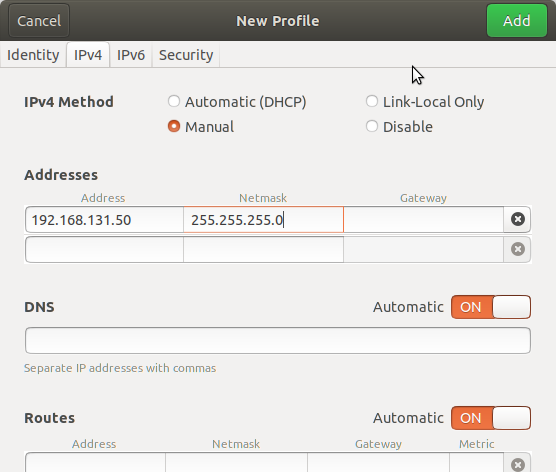 Cancel New Profile Add
Identity IPv4 IPv6 Security
IPv4 Method Automatic (DHCP) Link-Local Only
Manual Disable
Addresses
Address Netmask Gateway
192.168.131.50 255.255.255.0
DNS Automatic ON
Separate IP addresses with commas
Routes Automatic ON
Address Netmask Gateway Metric